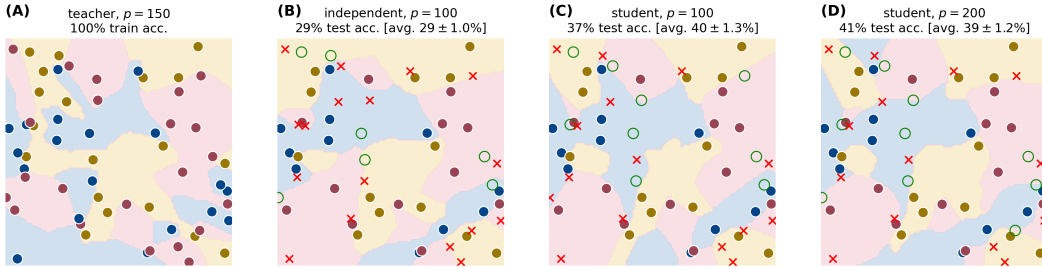 (A)
teacher, p = 150
100% train acc.
(B)
independent, p = 100
29% test acc. [avg. 29 ± 1.0%]
(C)
student, p = 100
37% test acc. [avg. 40 ± 1.3%]
(D)
student, p = 200
41% test acc. [avg. 39 ± 1.2%]